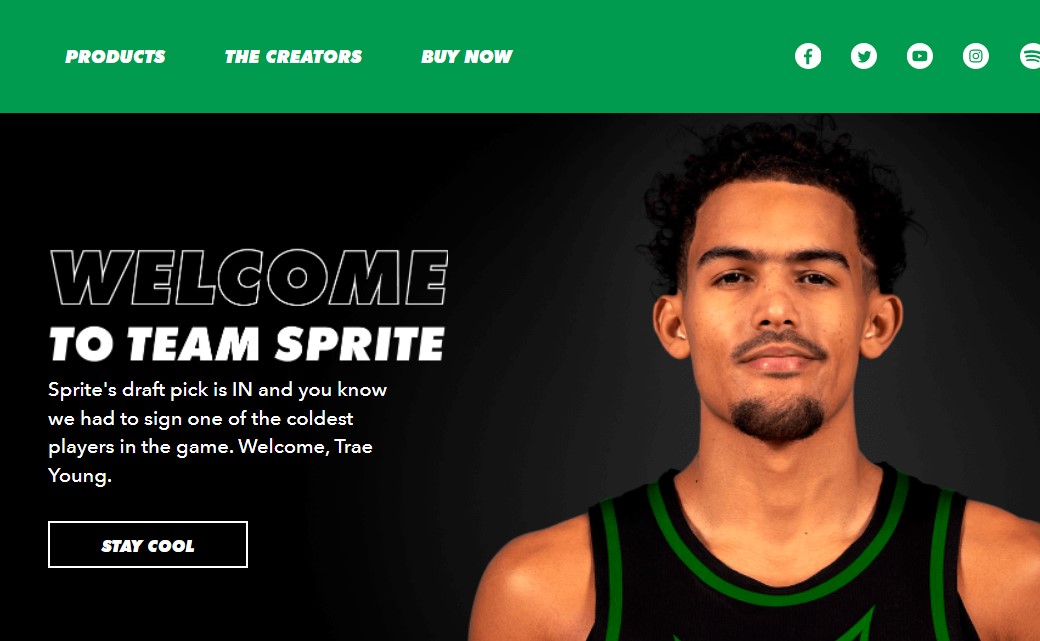 PRODUCTS THE CREATORS BUY NOW
WELCOME
TO TEAM SPRITE
Sprite's draft pick is IN and you know
we had to sign one of the coldest
players in the game. Welcome, Trae
Young.
STAY COOL